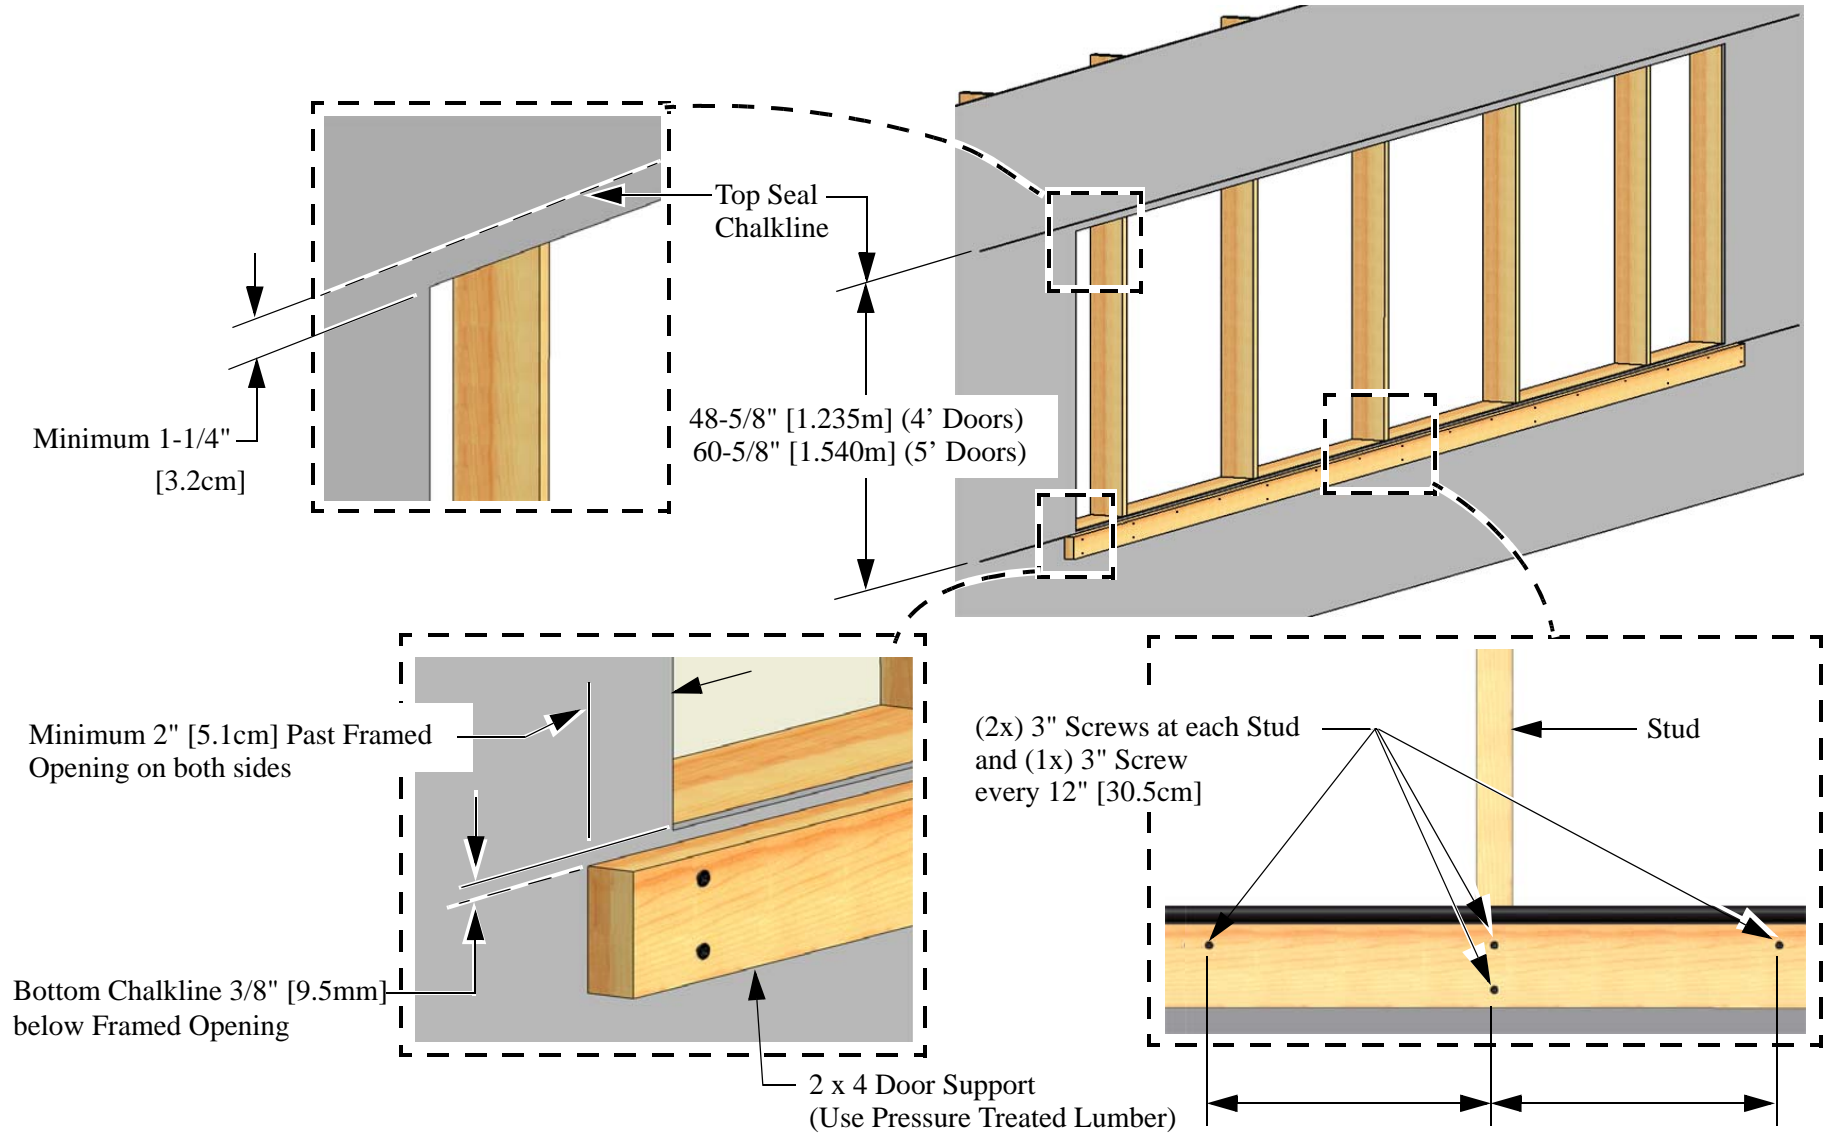 Top Seal
Chalkline
Minimum 1-1/4"
[3.2cm]
48-5/8" [1.235m] (4’ Doors)
60-5/8" [1.540m] (5’ Doors)
Minimum 2" [5.1cm] Past Framed
Opening on both sides
Bottom Chalkline 3/8" [9.5mm]
below Framed Opening
2 x 4 Door Support
(Use Pressure Treated Lumber)
(2x) 3" Screws at each Stud
and (1x) 3" Screw
every 12" [30.5cm]
Stud